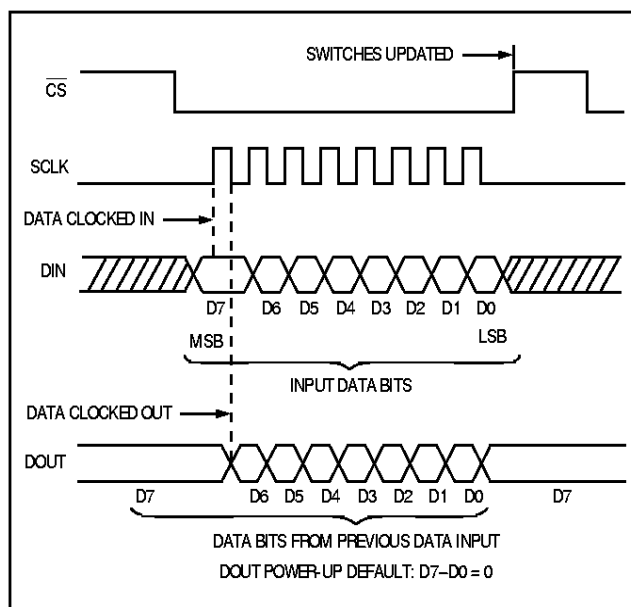 SWITCHES UPDATED
CS
SCLK
DATA CLOCKED IN
DIN
D7 D6 D5 D4 D3 D2 D1 D0
MSB LSB
INPUT DATA BITS
DATA CLOCKED OUT
DOUT
D7 D6 D5 D4 D3 D2 D1 D0 D7
DATA BITS FROM PREVIOUS DATA INPUT
DOUT POWER-UP DEFAULT: D7–D0 = 0